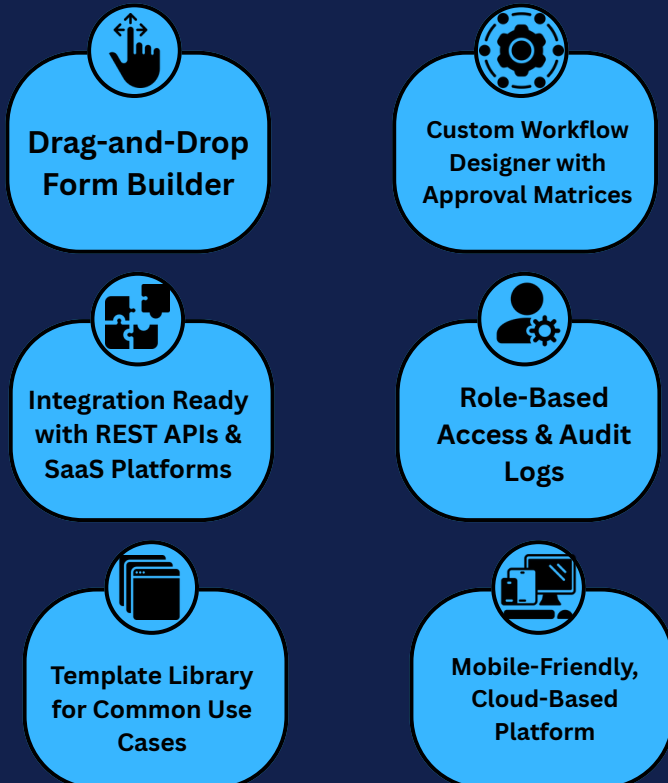 Drag-and-Drop
Form Builder
Custom Workflow
Designer with
Approval Matrices
Integration Ready
with REST APIs &
SaaS Platforms
Role-Based
Access & Audit
Logs
Template Library
for Common Use
Cases
Mobile-Friendly,
Cloud-Based
Platform